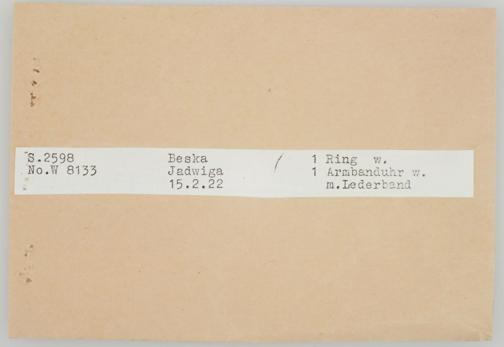 S.2598 Beska / 1 Ring w.
No.W 8133 Jadwiga 1 Armbanduhr w.
15.2.22 m.Lederband